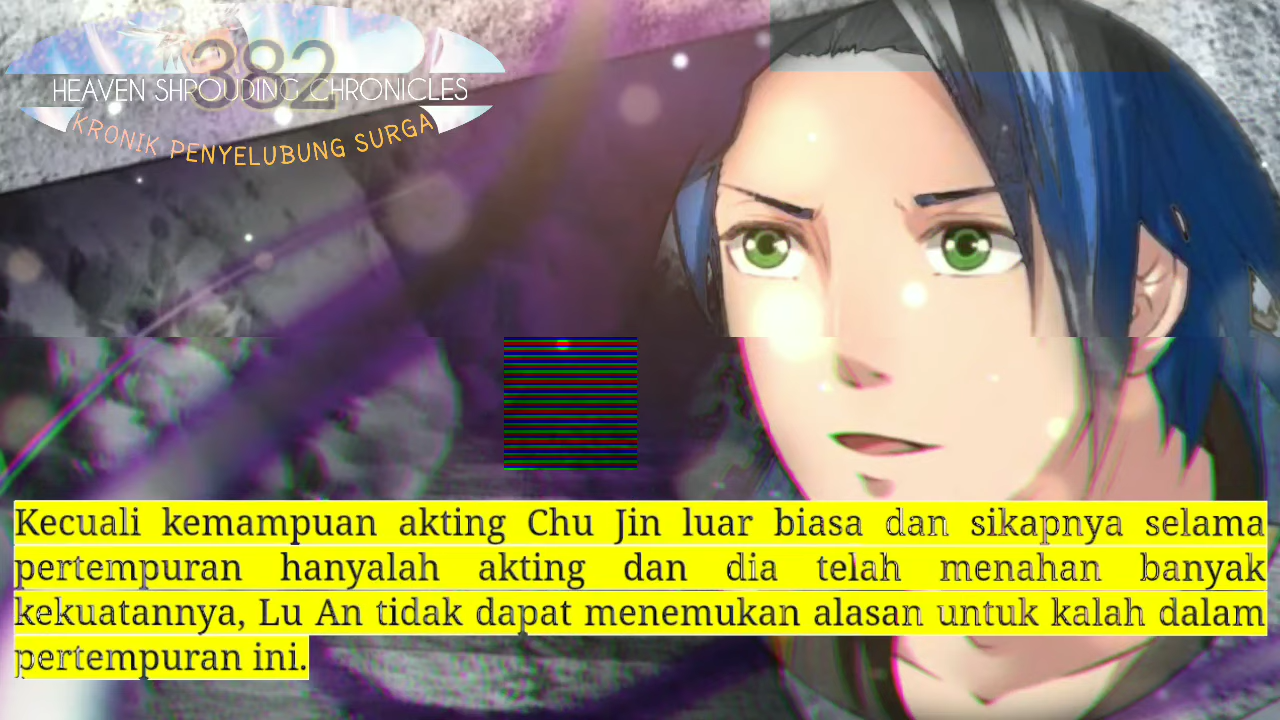 382
HEAVEN SHROUDING CHRONICLES
KRONIK PENYELUBUNG SURGA
Kecuali kemampuan akting Chu Jin luar biasa dan sikapnya selama
pertempuran hanyalah akting dan dia telah menahan banyak
kekuatannya, Lu An tidak dapat menemukan alasan untuk kalah dalam
pertempuran ini.